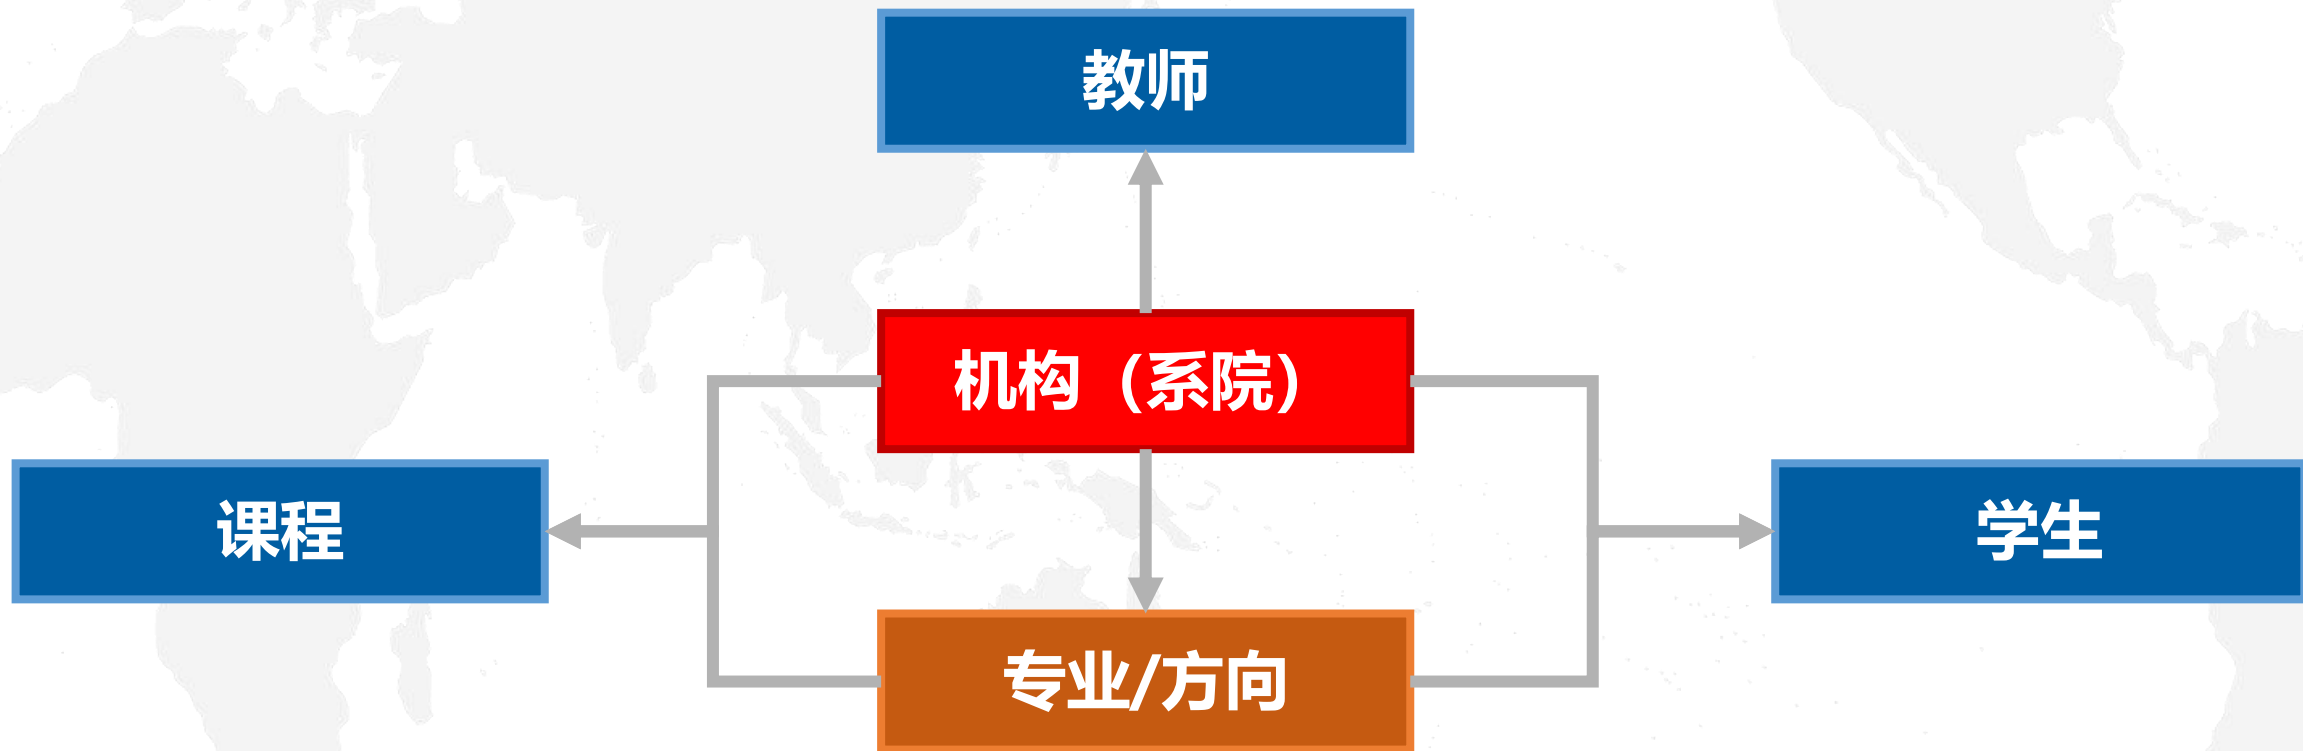 教师
机构（系院）
课程
学生
专业/方向